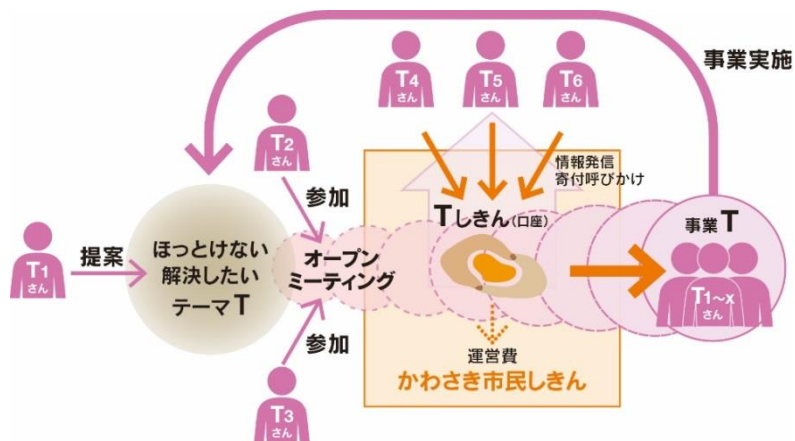 事業実施
T4
さん
T5
さん
T6
さん
T2
さん
参加
情報発信
寄付呼びかけ
Tしきん(口座)
事業T
T1
さん
提案
ほっとけない
解決したい
テーマT
オープン
ミーティング
T1~x
さん
参加
運営費
かわさき市民しきん
T3
さん